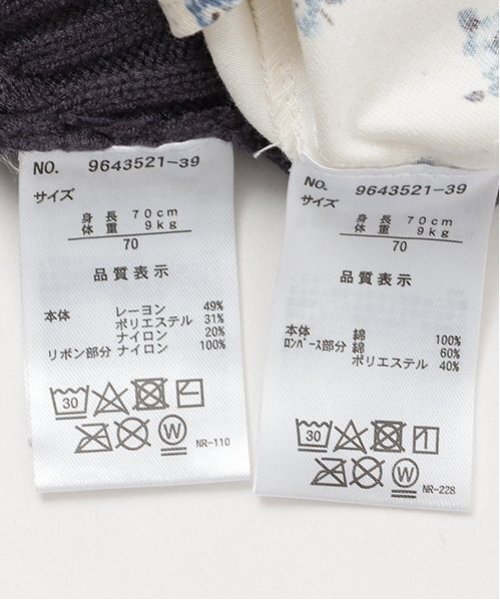 NO. 9643521-39
サイズ
身長 70cm
体重 9kg
70
品質表示
本体 レーヨン 49%
ポリエステル 31%
ナイロン 20%
リボン部分 ナイロン 100%
30
W
NR-110
NO. 9643521-39
サイズ
身長 70cm
体重 9kg
70
品質表示
本体 綿 100%
ﾛﾝﾊﾟｰｽ部分 綿 60%
ポリエステル 40%
30
W
NR-228